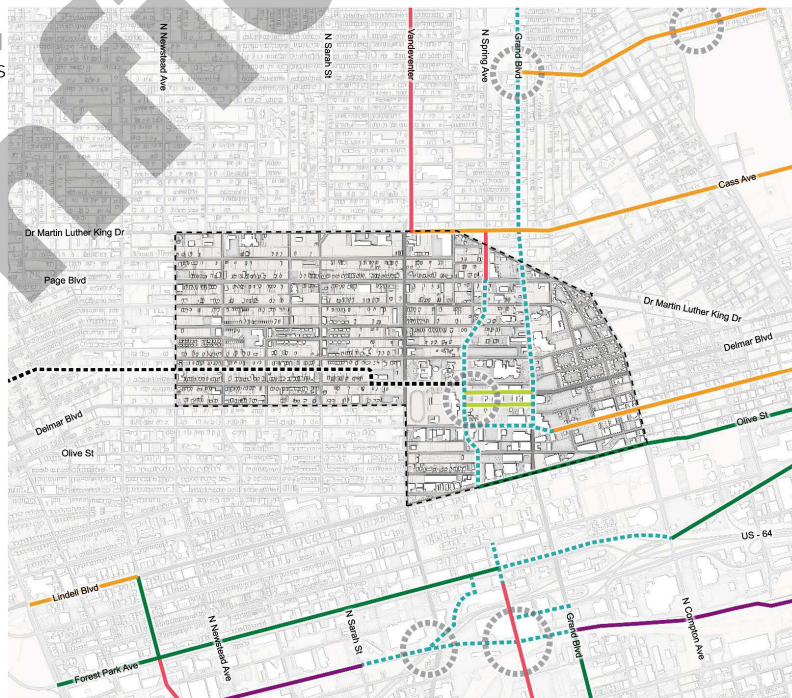 N Newstead Ave
N Sarah St
Vandeventer
N Spring Ave
Grand Blvd
Cass Ave
Dr Martin Luther King Dr
Page Blvd
Dr Martin Luther King Dr
Delmar Blvd
Delmar Blvd
Olive St
Olive St
US - 64
Lindell Blvd
N Sarah St
N Newstead Ave
Grand Blvd
N Compton Ave
Forest Park Ave